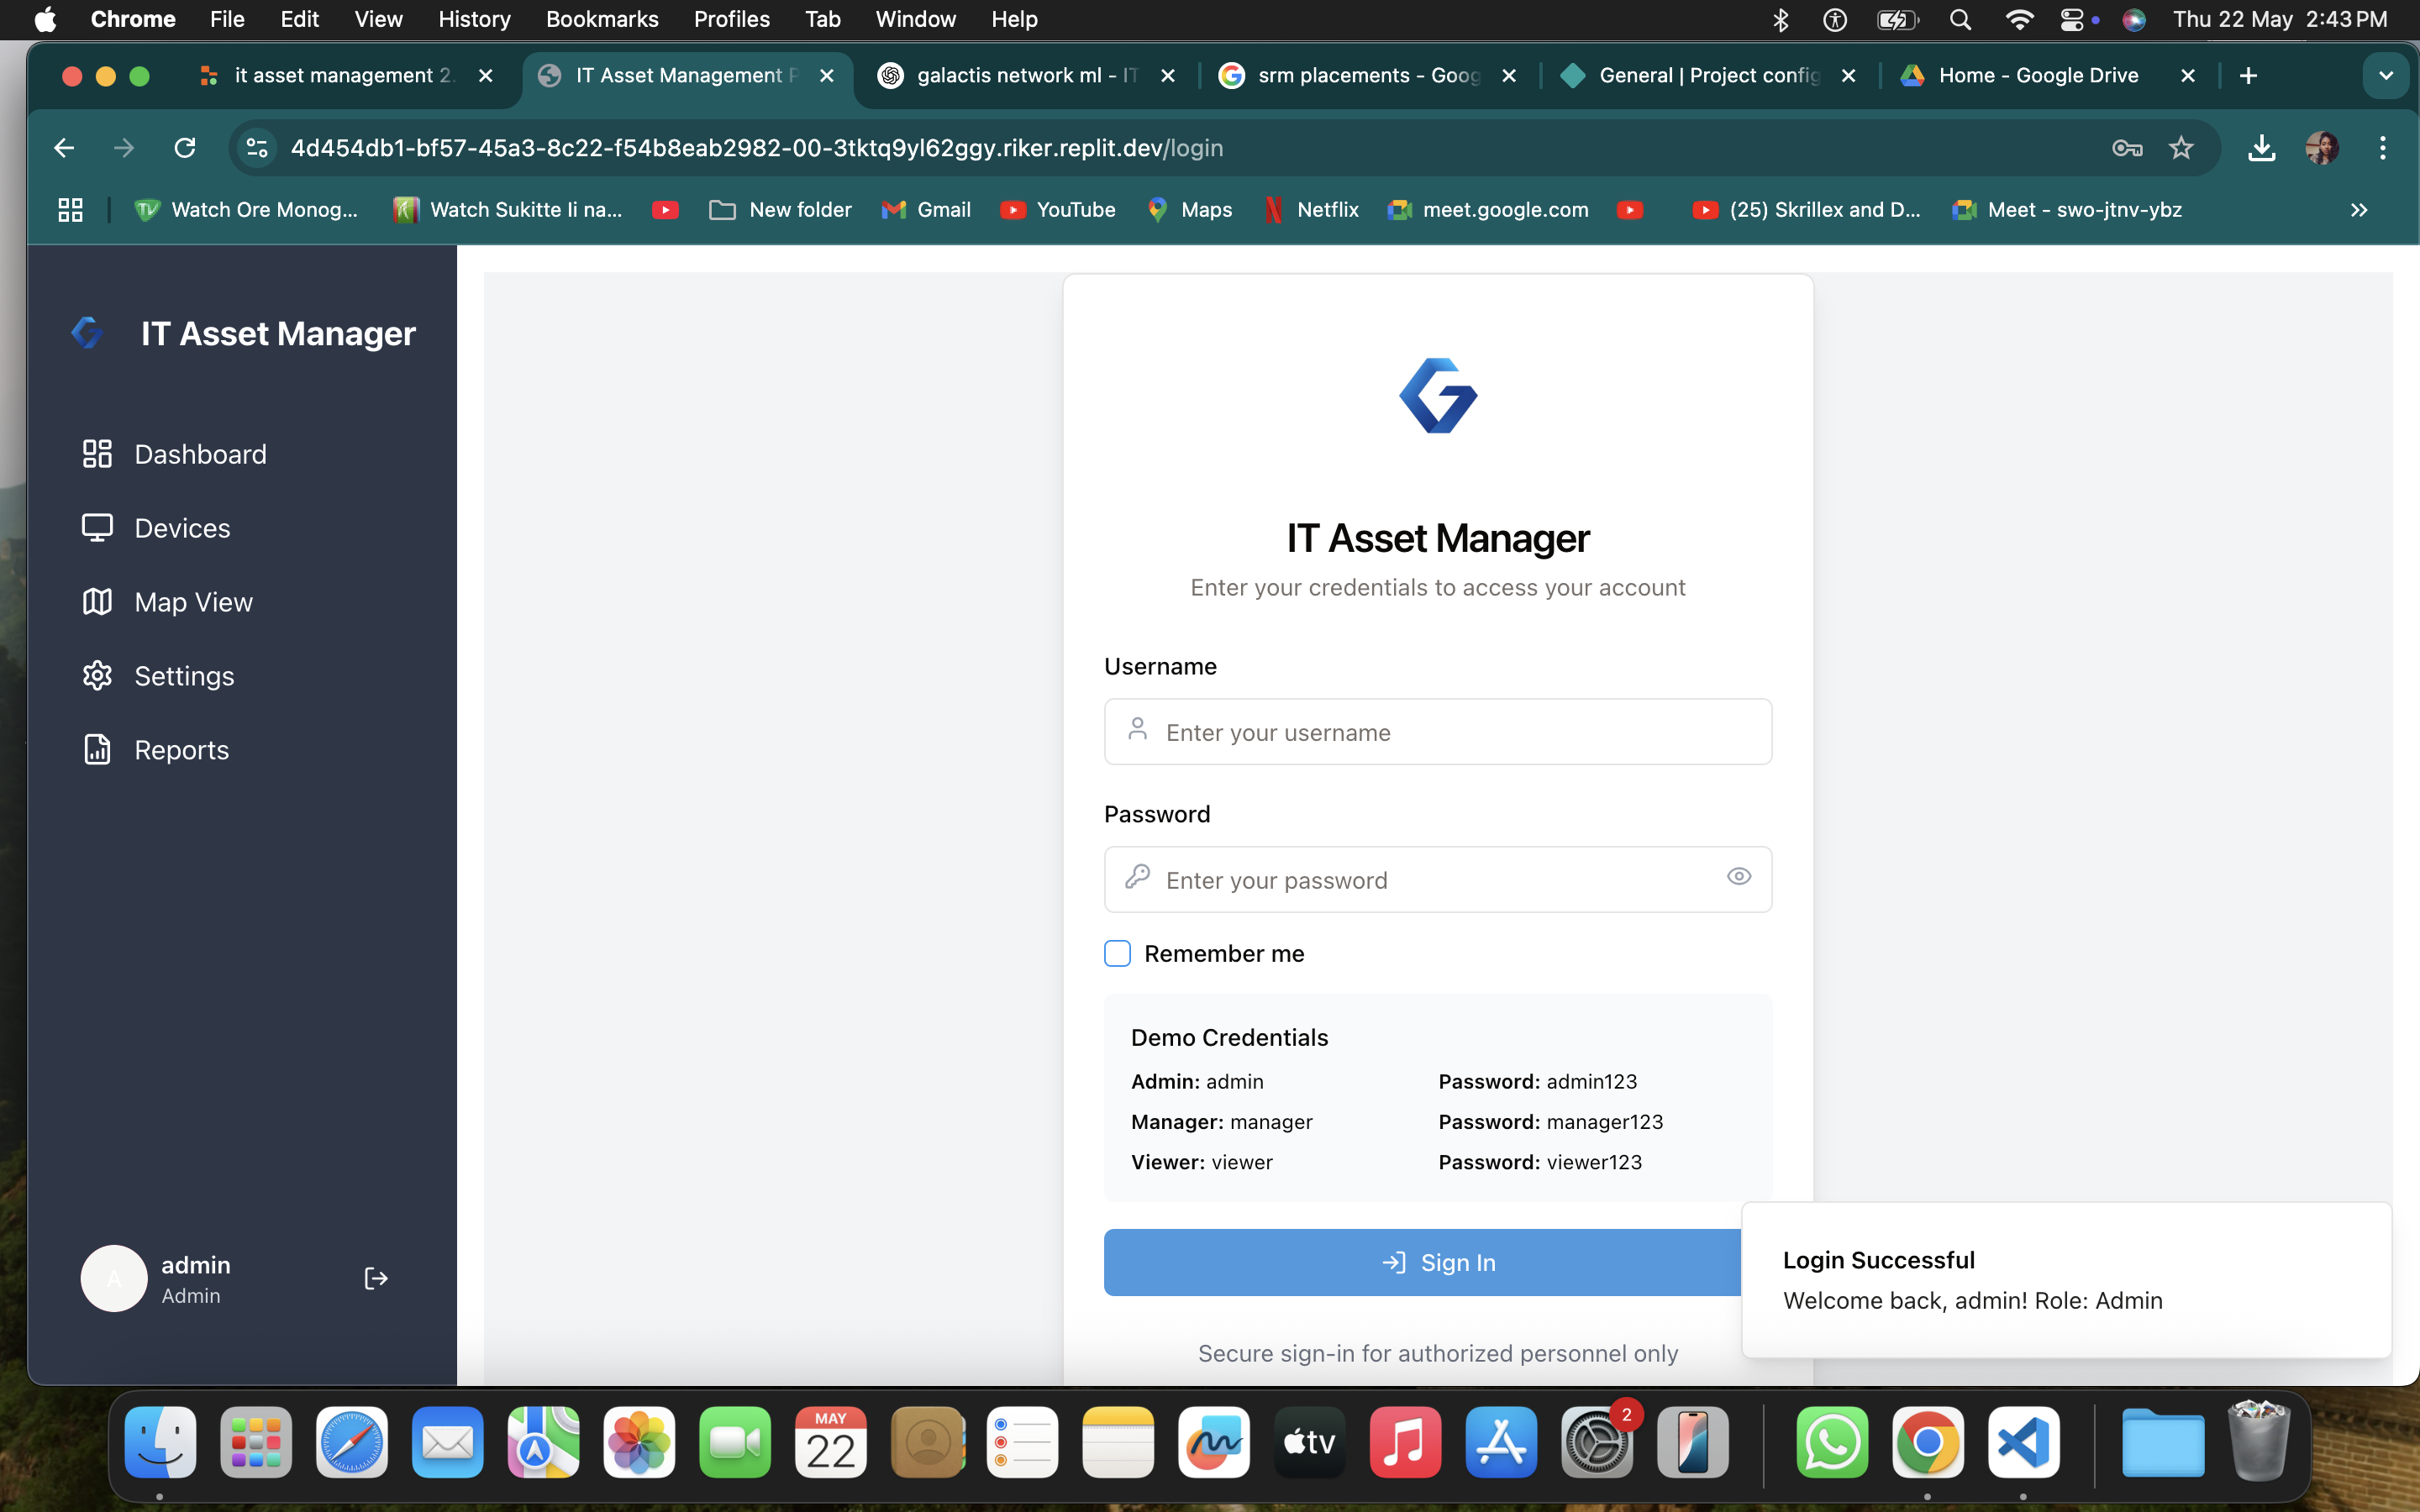 Chrome File Edit View History Bookmarks Profiles Tab Window Help Thu 22 May 2:43 PM
it asset management 2. IT Asset Management P galactis network ml - IT srm placements - Goog General | Project config Home - Google Drive
4d454db1-bf57-45a3-8c22-f54b8eab2982-00-3tktq9yl62ggy.riker.replit.dev/login
Watch Ore Monog... Watch Sukitte Ii na... New folder Gmail YouTube Maps Netflix meet.google.com (25) Skrillex and D... Meet - swo-jtnv-ybz
IT Asset Manager
Dashboard
Devices
Map View
Settings
Reports
A
admin
Admin
IT Asset Manager
Enter your credentials to access your account
Username
Enter your username
Password
Enter your password
Remember me
Demo Credentials
Admin: admin Password: admin123
Manager: manager Password: manager123
Viewer: viewer Password: viewer123
Sign In
Secure sign-in for authorized personnel only
Login Successful
Welcome back, admin! Role: Admin
MAY
22
tv
2